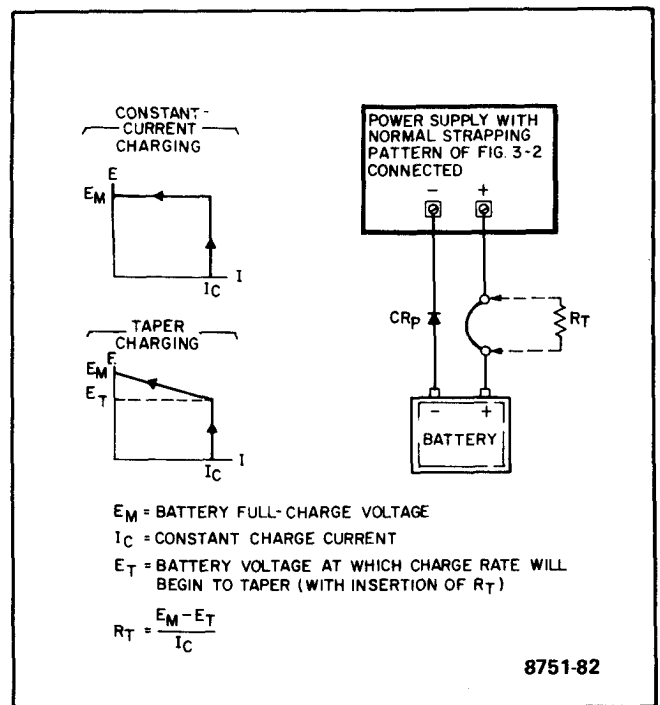 CONSTANT-
CURRENT
CHARGING
E
EM
IC
I
TAPER
CHARGING
E
EM
ET
IC
I
POWER SUPPLY WITH
NORMAL STRAPPING
PATTERN OF FIG. 3-2
CONNECTED
- +
CRP
RT
- +
BATTERY
EM = BATTERY FULL-CHARGE VOLTAGE
IC = CONSTANT CHARGE CURRENT
ET = BATTERY VOLTAGE AT WHICH CHARGE RATE WILL
BEGIN TO TAPER (WITH INSERTION OF RT)
RT = EM-ET
IC
8751-82